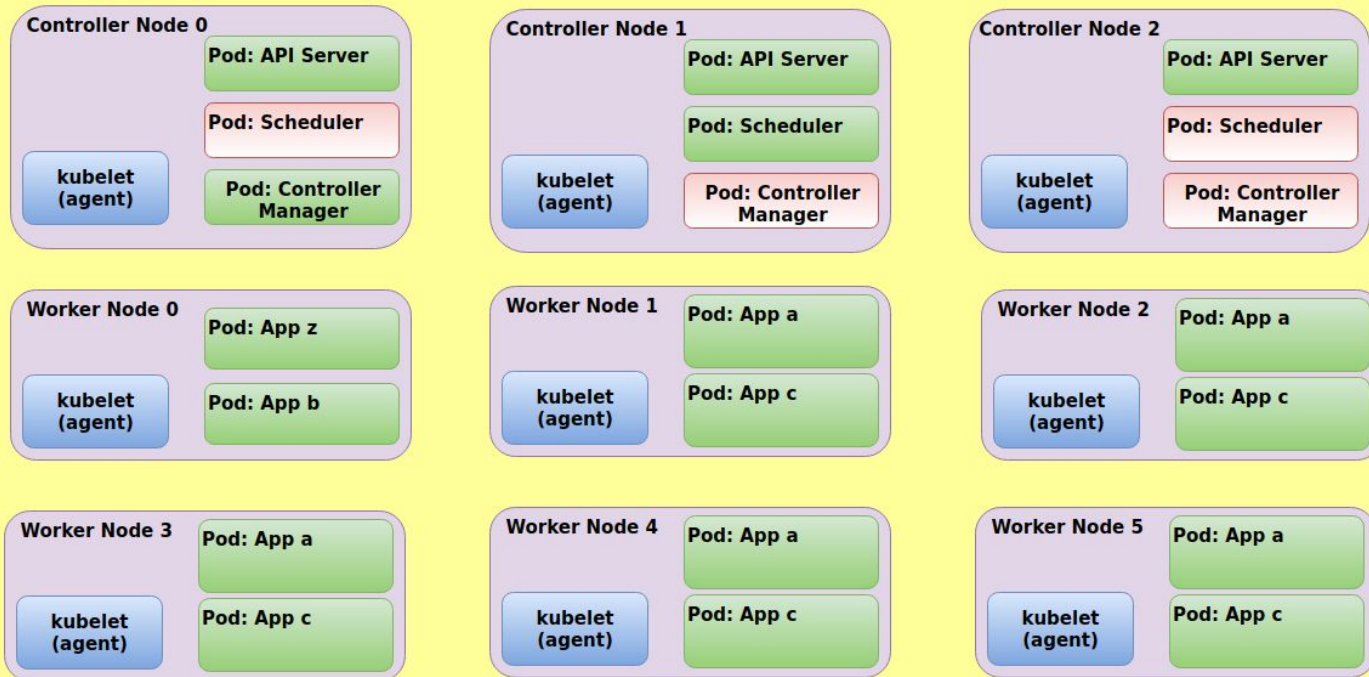 Controller Node 0
Pod: API Server
Pod: Scheduler
kubelet
(agent)
Pod: Controller
Manager
Controller Node 1
Pod: API Server
Pod: Scheduler
kubelet
(agent)
Pod: Controller
Manager
Controller Node 2
Pod: API Server
Pod: Scheduler
kubelet
(agent)
Pod: Controller
Manager
Worker Node 0
Pod: App z
kubelet
(agent)
Pod: App b
Worker Node 1
Pod: App a
kubelet
(agent)
Pod: App c
Worker Node 2
Pod: App a
kubelet
(agent)
Pod: App c
Worker Node 3
Pod: App a
kubelet
(agent)
Pod: App c
Worker Node 4
Pod: App a
kubelet
(agent)
Pod: App c
Worker Node 5
Pod: App a
kubelet
(agent)
Pod: App c